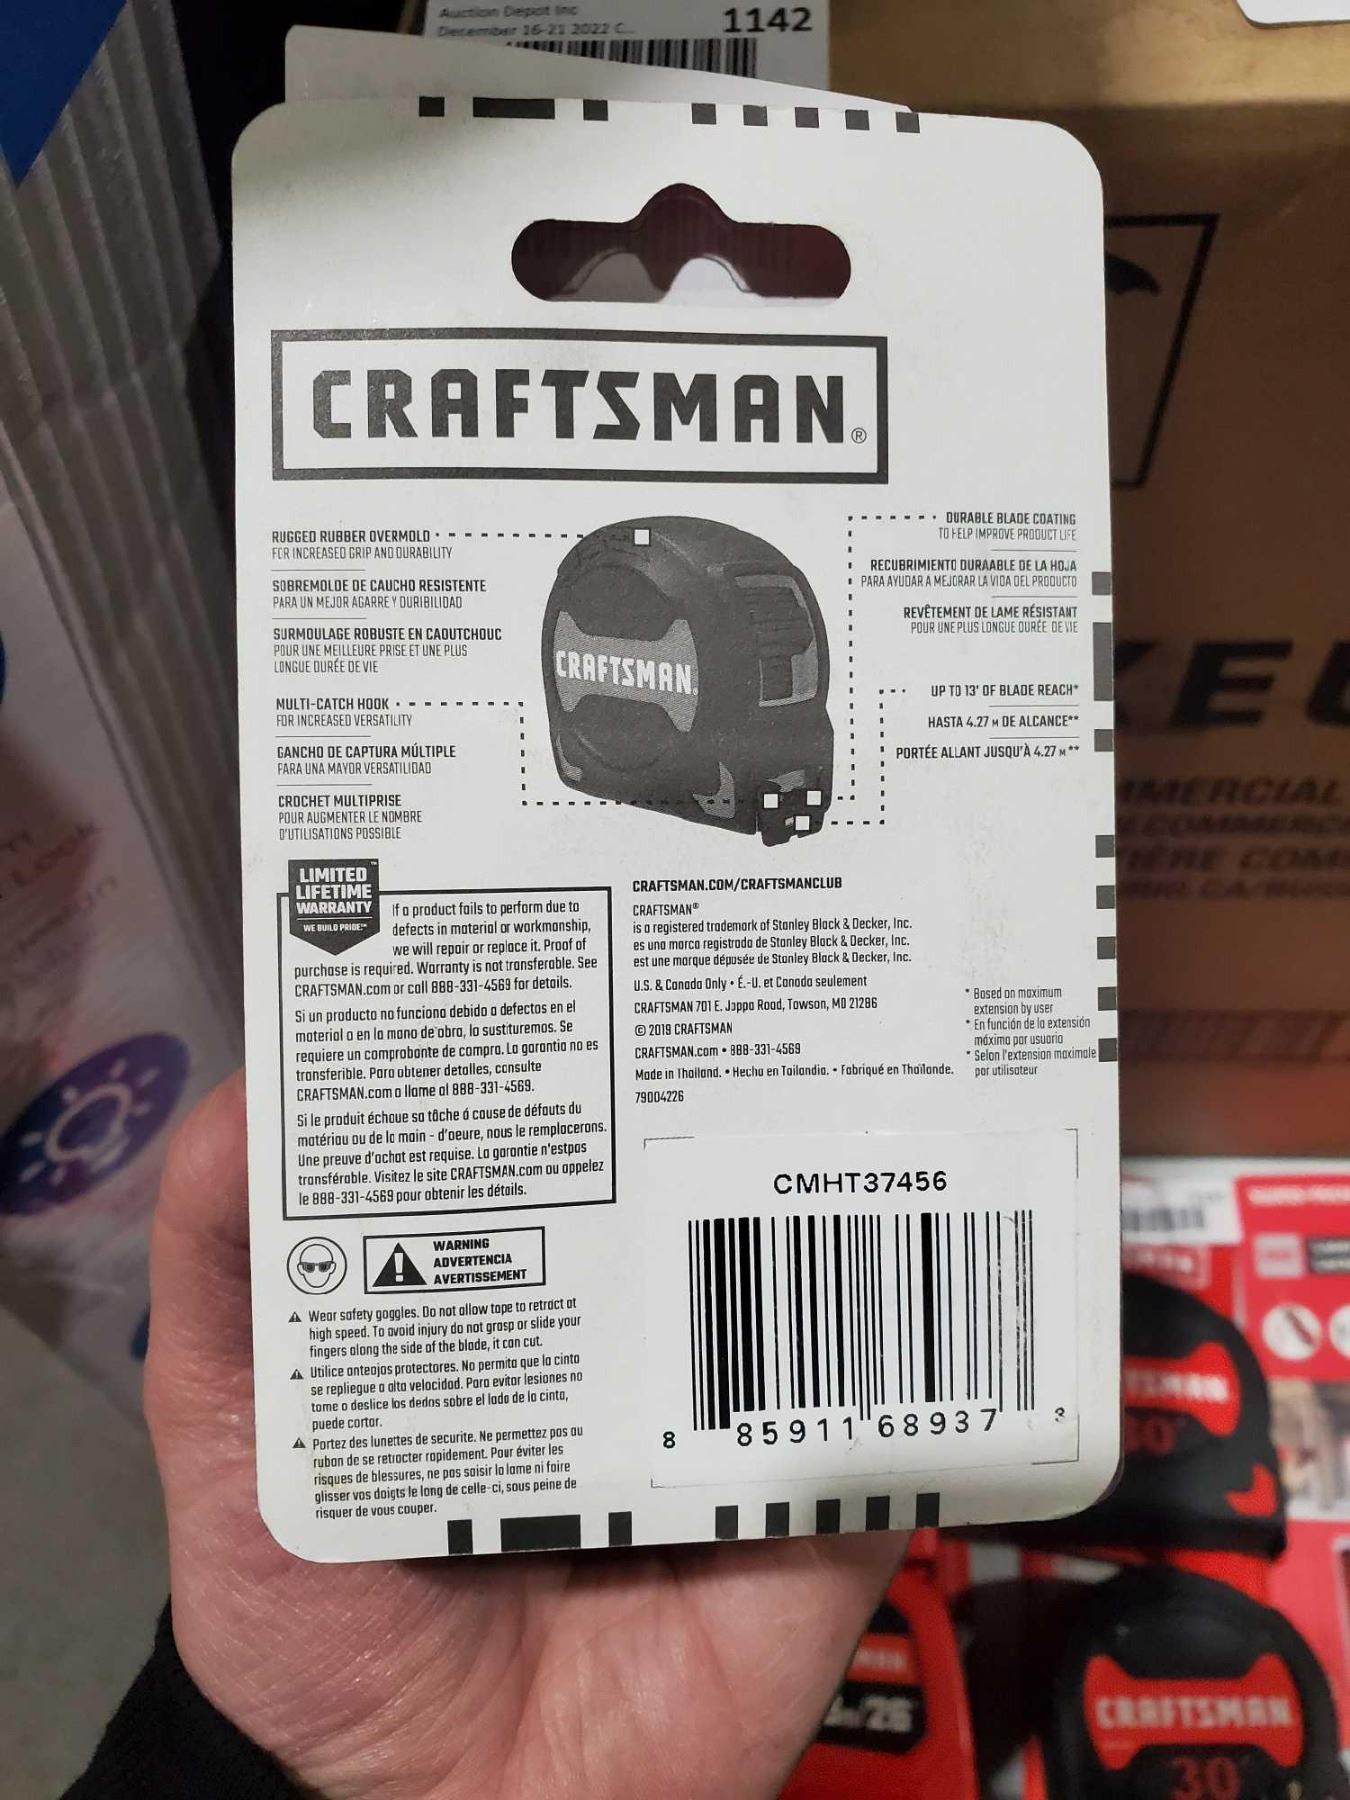 Auction Depot Inc
December 16-21 2022 C...
1142
CRAFTSMAN®
RUGGED RUBBER OVERMOLD
FOR INCREASED GRIP AND DURABILITY
SOBREMOLDE DE CAUCHO RESISTENTE
PARA UN MEJOR AGARRE Y DURIBILIDAD
SURMOULAGE ROBUSTE EN CAOUTCHOUC
POUR UNE MEILLEURE PRISE ET UNE PLUS
LONGUE DURÉE DE VIE
MULTI-CATCH HOOK
FOR INCREASED VERSATILITY
GANCHO DE CAPTURA MÚLTIPLE
PARA UNA MAYOR VERSATILIDAD
CROCHET MULTIPRISE
POUR AUGMENTER LE NOMBRE
D'UTILISATIONS POSSIBLE
CRAFTSMAN®
DURABLE BLADE COATING
TO HELP IMPROVE PRODUCT LIFE
RECUBRIMIENTO DURAABLE DE LA HOJA
PARA AYUDAR A MEJORAR LA VIDA DEL PRODUCTO
REVÊTEMENT DE LAME RÉSISTANT
POUR UNE PLUS LONGUE DURÉE DE VIE
UP TO 13' OF BLADE REACH*
HASTA 4.27 M DE ALCANCE**
PORTÉE ALLANT JUSQU'À 4.27 M**
LIMITED
LIFETIME
WARRANTY
WE BUILD PRIDE™
If a product fails to perform due to
defects in material or workmanship,
we will repair or replace it. Proof of
purchase is required. Warranty is not transferable. See
CRAFTSMAN.com or call 888-331-4569 for details.
Si un producto no funciona debido a defectos en el
material o en la mano de obra, lo sustituremos. Se
requiere un comprobante de compra. La garantia no es
transferible. Para obtener detalles, consulte
CRAFTSMAN.com o llame al 888-331-4569.
Si le produit échoue sa tâche á cause de défauts du
matériau ou de la main - d'oeure, nous le remplacerons.
Une preuve d'achat est requise. La garantie n'estpas
transférable. Visitez le site CRAFTSMAN.com ou appelez
le 888-331-4569 pour obtenir les détails.
CRAFTSMAN.COM/CRAFTSMANCLUB
CRAFTSMAN®
is a registered trademark of Stanley Black & Decker, Inc.
es una marca registrada de Stanley Black & Decker, Inc.
est une marque déposée de Stanley Black & Decker, Inc.
U.S. & Canada Only • É.-U. et Canada seulement
CRAFTSMAN 701 E. Joppa Road, Towson, MD 21286
© 2019 CRAFTSMAN
CRAFTSMAN.com • 888-331-4569
Made in Thailand. • Hecho en Tailandia. • Fabriqué en Thaïlande.
79004226
* Based on maximum
extension by user
* En función de la extensión
máxima por usuario
* Selon l'extension maximale
par utilisateur
WARNING
ADVERTENCIA
AVERTISSEMENT
Wear safety goggles. Do not allow tape to retract at
high speed. To avoid injury do not grasp or slide your
fingers along the side of the blade, it can cut.
Utilice anteojos protectores. No permita que la cinta
se repliegue a alta velocidad. Para evitar lesiones no
tome o deslice los dedos sobre el lado de la cinta,
puede cortar.
Portez des lunettes de securite. Ne permettez pas au
ruban de se retracter rapidement. Pour éviter les
risques de blessures, ne pas saisir la lame ni faire
glisser vos doigts le long de celle-ci, sous peine de
risquer de vous couper.
CMHT37456
8 85911 68937 3
CRAFTSMAN
30'